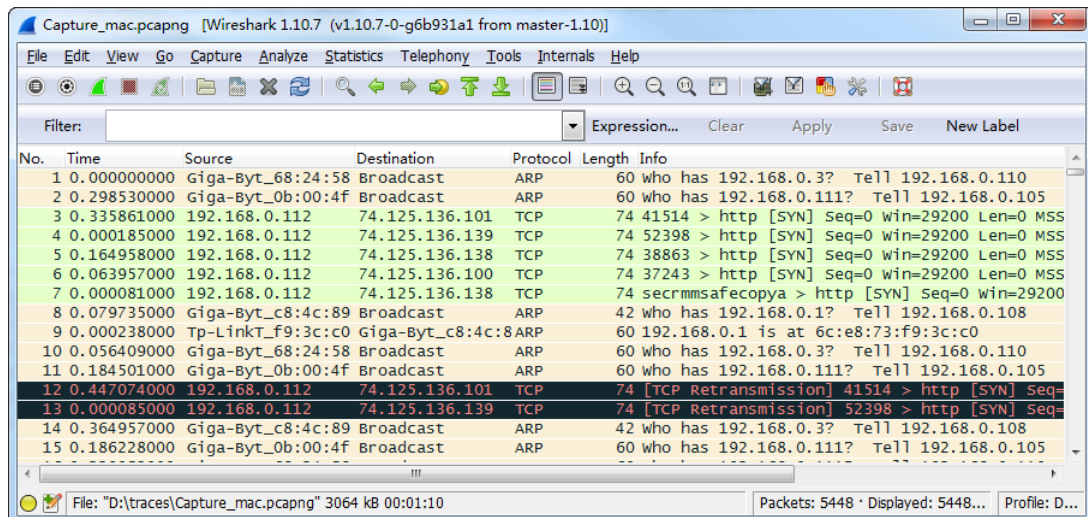 Capture_mac.pcapng [Wireshark 1.10.7 (v1.10.7-0-g6b931a1 from master-1.10)]
File Edit View Go Capture Analyze Statistics Telephony Tools Internals Help
Filter: Expression... Clear Apply Save New Label
No. Time Source Destination Protocol Length Info
1 0.000000000 Giga-Byt_68:24:58 Broadcast ARP 60 Who has 192.168.0.3? Tell 192.168.0.110
2 0.298530000 Giga-Byt_0b:00:4f Broadcast ARP 60 Who has 192.168.0.111? Tell 192.168.0.105
3 0.335861000 192.168.0.112 74.125.136.101 TCP 74 41514 > http [SYN] Seq=0 Win=29200 Len=0 MSS
4 0.000185000 192.168.0.112 74.125.136.139 TCP 74 52398 > http [SYN] Seq=0 Win=29200 Len=0 MSS
5 0.164958000 192.168.0.112 74.125.136.138 TCP 74 38863 > http [SYN] Seq=0 Win=29200 Len=0 MSS
6 0.063957000 192.168.0.112 74.125.136.100 TCP 74 37243 > http [SYN] Seq=0 Win=29200 Len=0 MSS
7 0.000081000 192.168.0.112 74.125.136.138 TCP 74 secrmmsafecopya > http [SYN] Seq=0 Win=29200
8 0.079735000 Giga-Byt_c8:4c:89 Broadcast ARP 42 Who has 192.168.0.1? Tell 192.168.0.108
9 0.000238000 Tp-LinkT_f9:3c:c0 Giga-Byt_c8:4c:8 ARP 60 192.168.0.1 is at 6c:e8:73:f9:3c:c0
10 0.056409000 Giga-Byt_68:24:58 Broadcast ARP 60 Who has 192.168.0.3? Tell 192.168.0.110
11 0.184501000 Giga-Byt_0b:00:4f Broadcast ARP 60 Who has 192.168.0.111? Tell 192.168.0.105
12 0.447074000 192.168.0.112 74.125.136.101 TCP 74 [TCP Retransmission] 41514 > http [SYN] Seq=
13 0.000085000 192.168.0.112 74.125.136.139 TCP 74 [TCP Retransmission] 52398 > http [SYN] Seq=
14 0.364957000 Giga-Byt_c8:4c:89 Broadcast ARP 42 Who has 192.168.0.3? Tell 192.168.0.108
15 0.186228000 Giga-Byt_0b:00:4f Broadcast ARP 60 Who has 192.168.0.111? Tell 192.168.0.105
File: "D:\traces\Capture_mac.pcapng" 3064 kB 00:01:10 Packets: 5448 · Displayed: 5448... Profile: D...